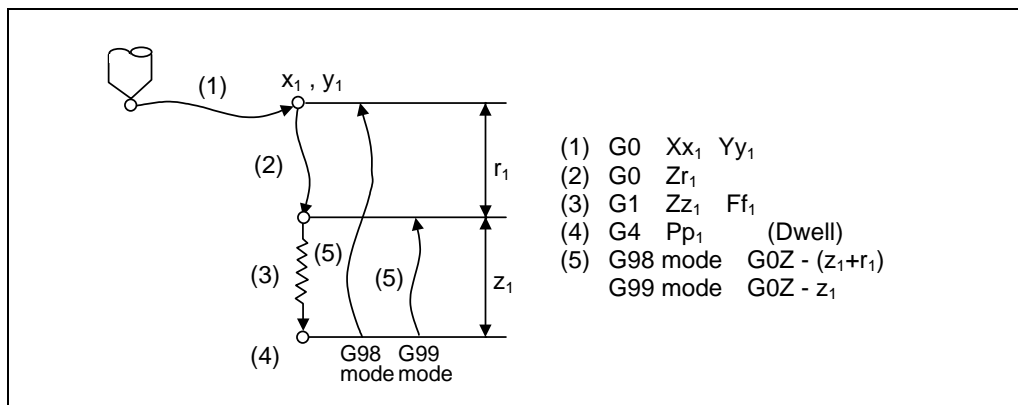 (1)
x₁ , y₁
(2)
r₁
(3)
(5)
(5)
z₁
(4)
G98 mode
G99 mode
(1) G0 Xx₁ Yy₁
(2) G0 Zr₁
(3) G1 Zz₁ Ff₁
(4) G4 Pp₁ (Dwell)
(5) G98 mode G0Z - (z₁+r₁)
G99 mode G0Z - z₁